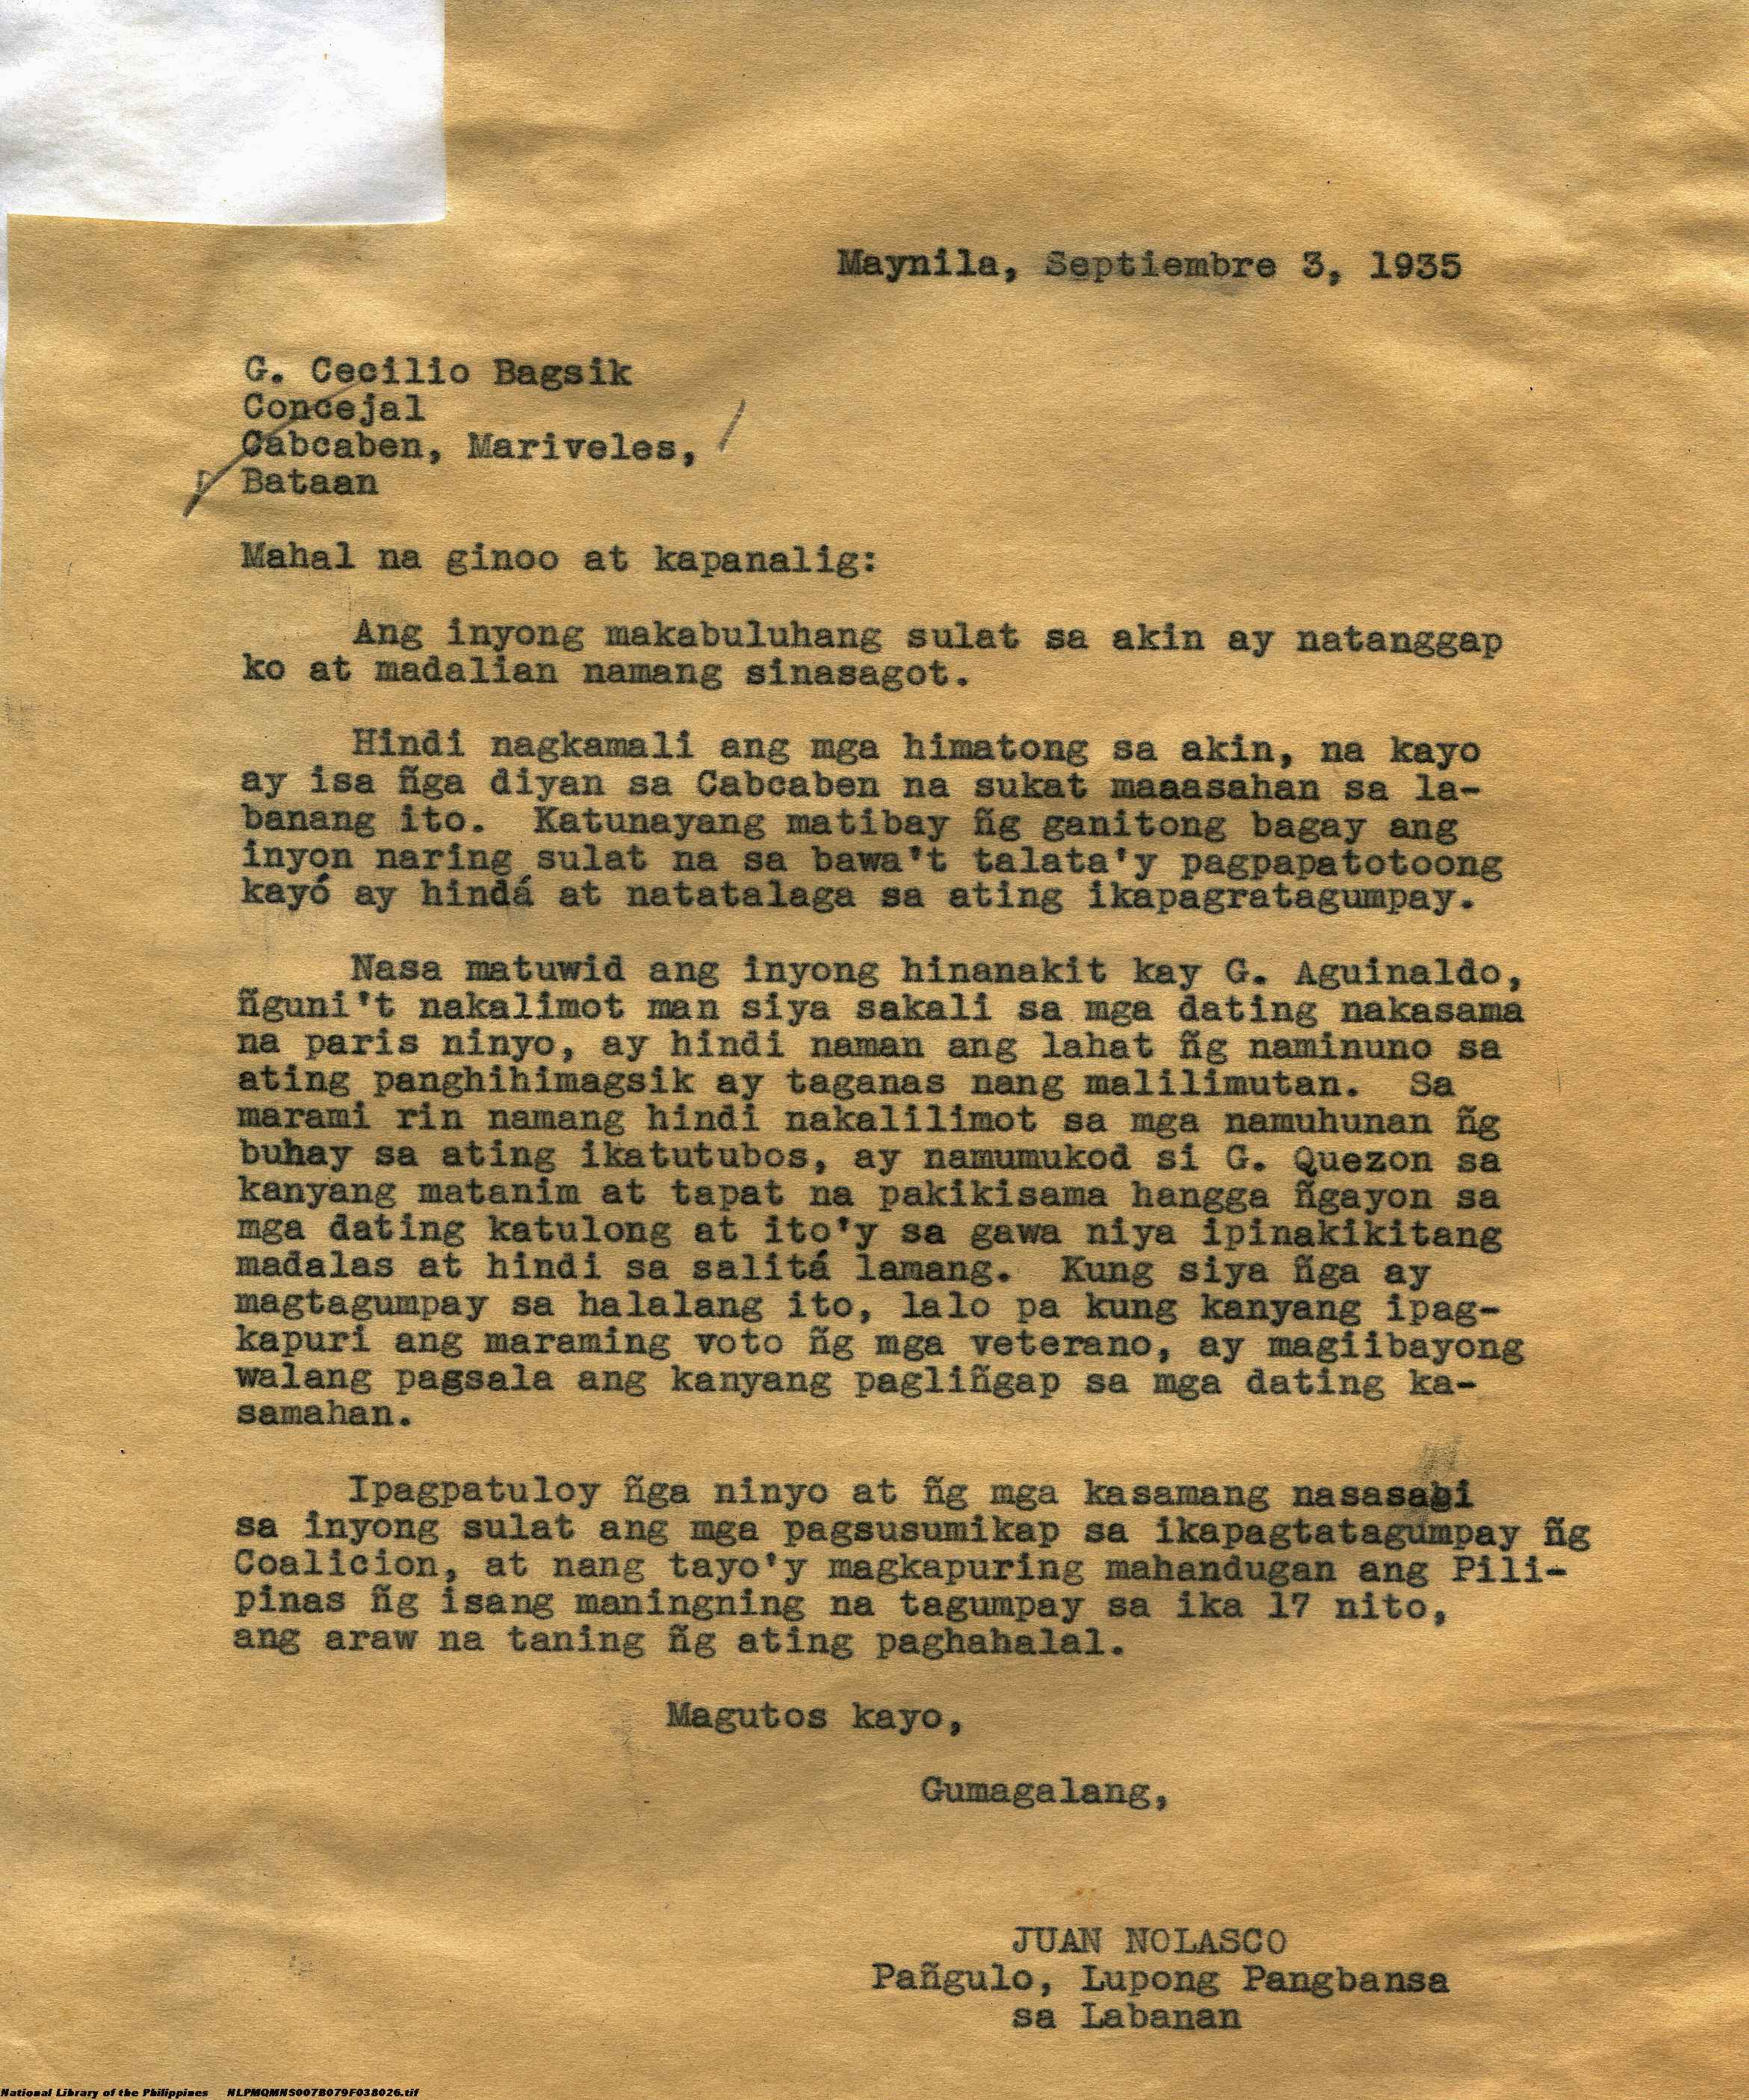 Maynila, Septiembre 3, 1935
G. Cecilio Bagsik
Concejal
Cabcaben, Mariveles,
Bataan
Mahal na ginoo at kapanalig:
Ang inyong makabuluhang sulat sa akin ay natanggap
ko at madalian namang sinasagot.
Hindi nagkamali ang mga himatong sa akin, na kayo
ay isa ñga diyan sa Cabcaben na sukat maaasahan sa la-
banang ito. Katunayang matibay ñg ganitong bagay ang
inyon naring sulat na sa bawa't talata'y pagpapatotoong
kayó ay hindá at natatalaga sa ating ikapagratagumpay.
Nasa matuwid ang inyong hinanakit kay G. Aguinaldo,
ñguni't nakalimot man siya sakali sa mga dating nakasama
na paris ninyo, ay hindi naman ang lahat ñg naminuno sa
ating panghihimagsik ay taganas nang malilimutan. Sa
marami rin namang hindi nakalilimot sa mga namuhunan ñg
buhay sa ating ikatutubos, ay namumukod si G. Quezon sa
kanyang matanim at tapat na pakikisama hangga ñgayon sa
mga dating katulong at ito'y sa gawa niya ipinakikitang
madalas at hindi sa salitá lamang. Kung siya ñga ay
magtagumpay sa halalang ito, lalo pa kung kanyang ipag-
kapuri ang maraming voto ñg mga veterano, ay magiibayong
walang pagsala ang kanyang pagliñgap sa mga dating ka-
samahan.
Ipagpatuloy ñga ninyo at ñg mga kasamang nasasabi
sa inyong sulat ang mga pagsusumikap sa ikapagtatagumpay ñg
Coalicion, at nang tayo'y magkapuring mahandugan ang Pili-
pinas ñg isang maningning na tagumpay sa ika 17 nito,
ang araw na taning ñg ating paghahalal.
Magutos kayo,
Gumagalang,
JUAN NOLASCO
Pañgulo, Lupong Pangbansa
sa Labanan
National Library of the Philippines NLPMQMNS007B079F038026.tif